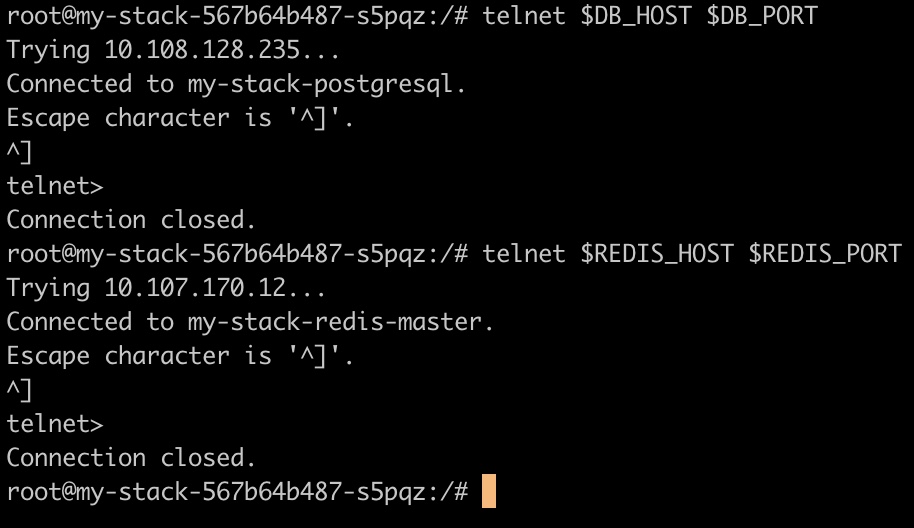 root@my-stack-567b64b487-s5pqz:/# telnet $DB_HOST $DB_PORT
Trying 10.108.128.235...
Connected to my-stack-postgresql.
Escape character is '^]'.
^]
telnet>
Connection closed.
root@my-stack-567b64b487-s5pqz:/# telnet $REDIS_HOST $REDIS_PORT
Trying 10.107.170.12...
Connected to my-stack-redis-master.
Escape character is '^]'.
^]
telnet>
Connection closed.
root@my-stack-567b64b487-s5pqz:/#